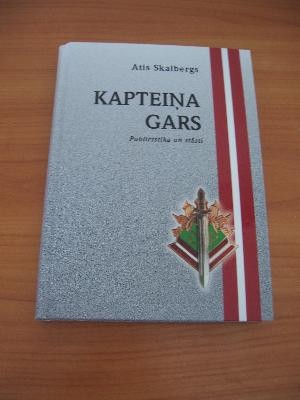 Atis Skalbergs
KAPTEIŅA
GARS
Publicistika un stāsti